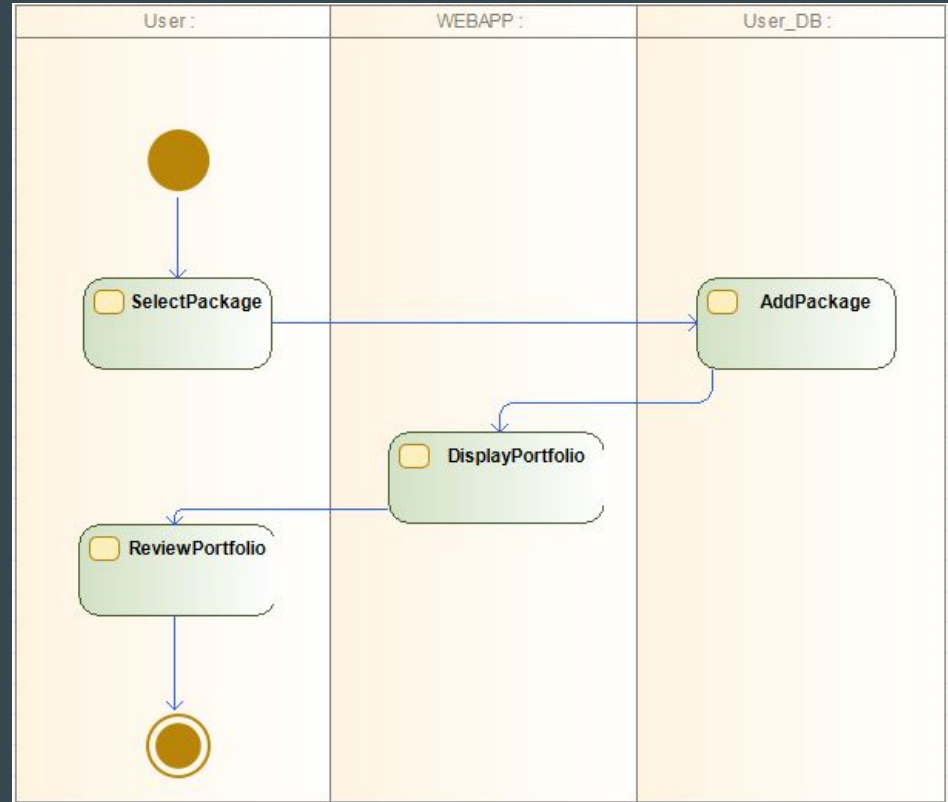 User :
WEBAPP :
User_DB :
SelectPackage
AddPackage
DisplayPortfolio
ReviewPortfolio